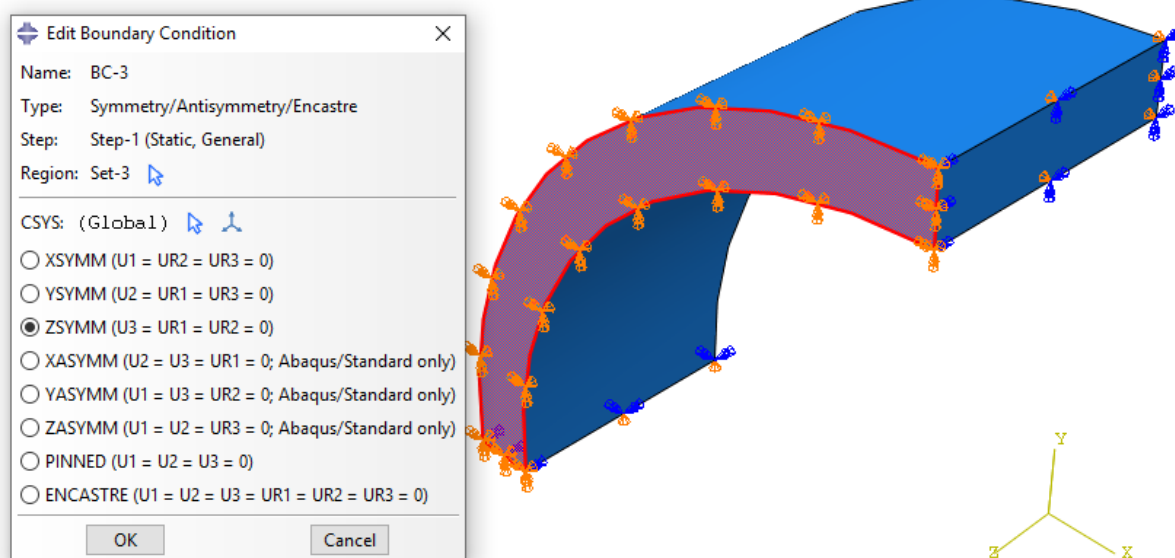 Edit Boundary Condition
Name: BC-3
Type: Symmetry/Antisymmetry/Encastre
Step: Step-1 (Static, General)
Region: Set-3
CSYS: (Global)
XSYMM (U1 = UR2 = UR3 = 0)
YSYMM (U2 = UR1 = UR3 = 0)
ZSYMM (U3 = UR1 = UR2 = 0)
XASYMM (U2 = U3 = UR1 = 0; Abaqus/Standard only)
YASYMM (U1 = U3 = UR2 = 0; Abaqus/Standard only)
ZASYMM (U1 = U2 = UR3 = 0; Abaqus/Standard only)
PINNED (U1 = U2 = U3 = 0)
ENCASTRE (U1 = U2 = U3 = UR1 = UR2 = UR3 = 0)
OK Cancel
Y
Z X